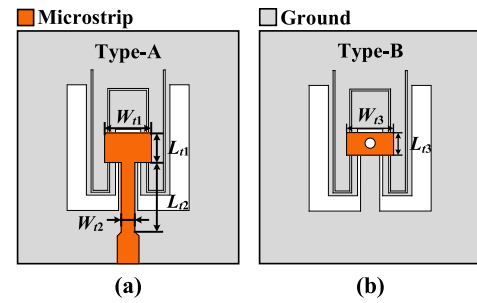 Microstrip
Ground
Type-A
Wt1
Lt1
Lt2
Wt2
(a)
Type-B
Wt3
Lt3
(b)